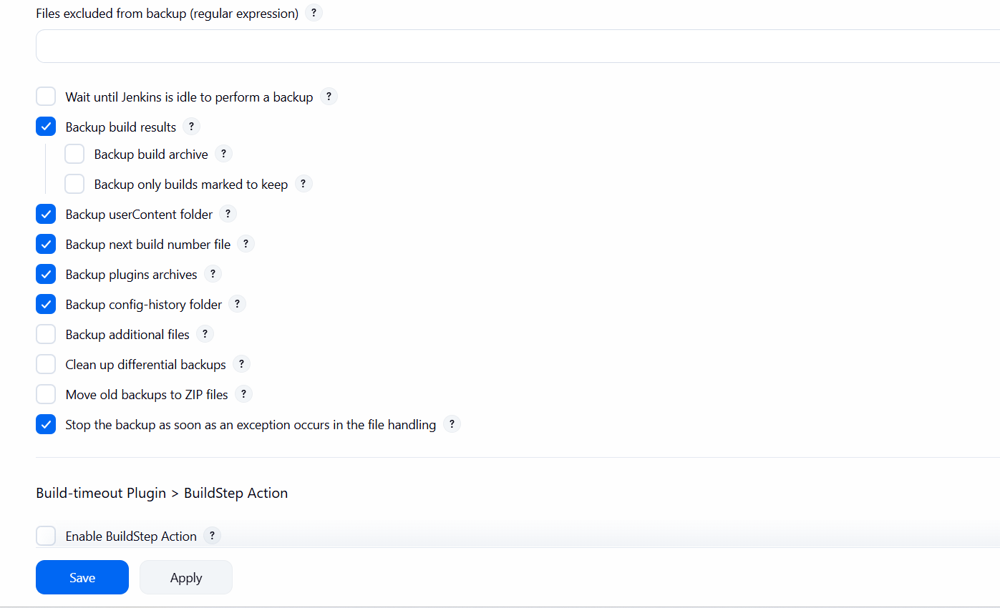 Files excluded from backup (regular expression) ?
Wait until Jenkins is idle to perform a backup ?
Backup build results ?
Backup build archive ?
Backup only builds marked to keep ?
Backup userContent folder ?
Backup next build number file ?
Backup plugins archives ?
Backup config-history folder ?
Backup additional files ?
Clean up differential backups ?
Move old backups to ZIP files ?
Stop the backup as soon as an exception occurs in the file handling ?
Build-timeout Plugin > BuildStep Action
Enable BuildStep Action ?
Save Apply